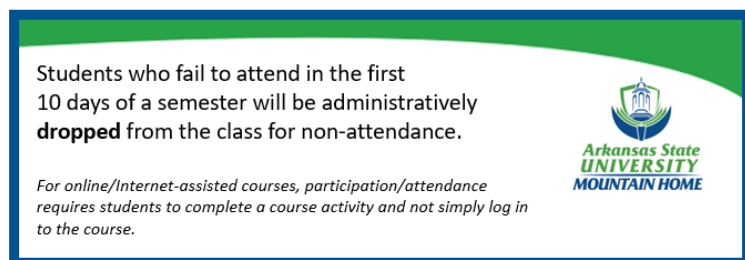 Students who fail to attend in the first
10 days of a semester will be administratively
dropped from the class for non-attendance.
For online/Internet-assisted courses, participation/attendance
requires students to complete a course activity and not simply log in
to the course.
Arkansas State
UNIVERSITY
MOUNTAIN HOME